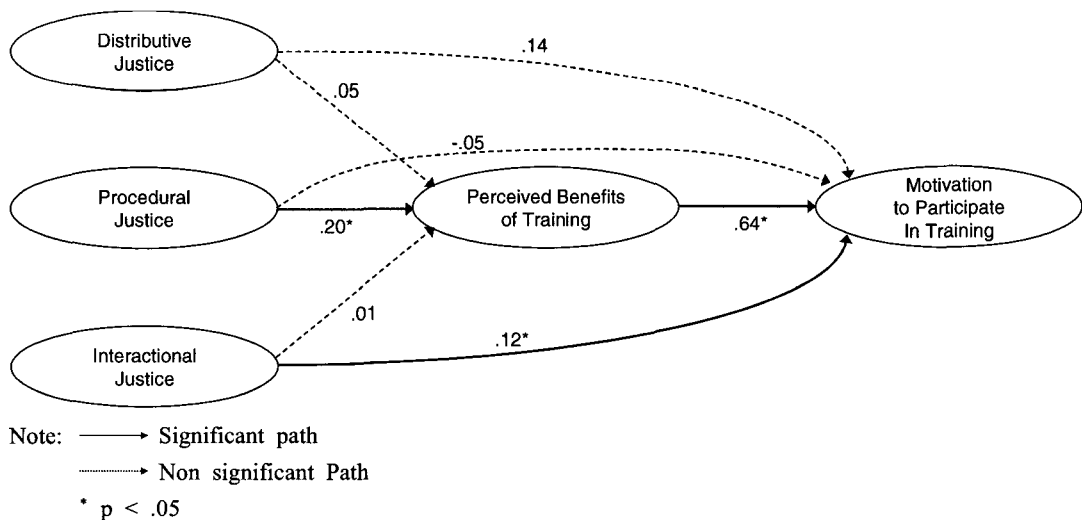 Distributive
Justice
.14
.05
-.05
Procedural
Justice
.20*
Perceived Benefits
of Training
.64*
Motivation
to Participate
In Training
.01
.12*
Interactional
Justice
Note: Significant path
Non significant Path
* p < .05